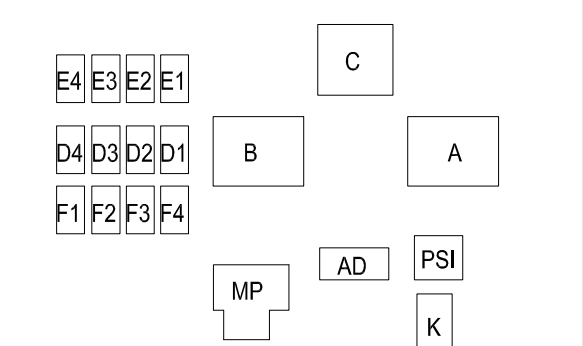 C
E4 E3 E2 E1
D4 D3 D2 D1 B A
F1 F2 F3 F4
AD PSI
MP
K